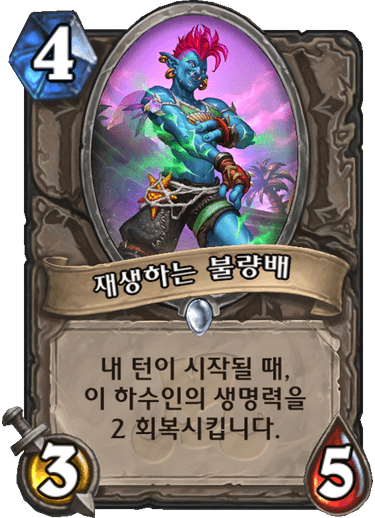 4
재생하는 불량배
내 턴이 시작될 때,
이 하수인의 생명력을
2 회복시킵니다.
3
5